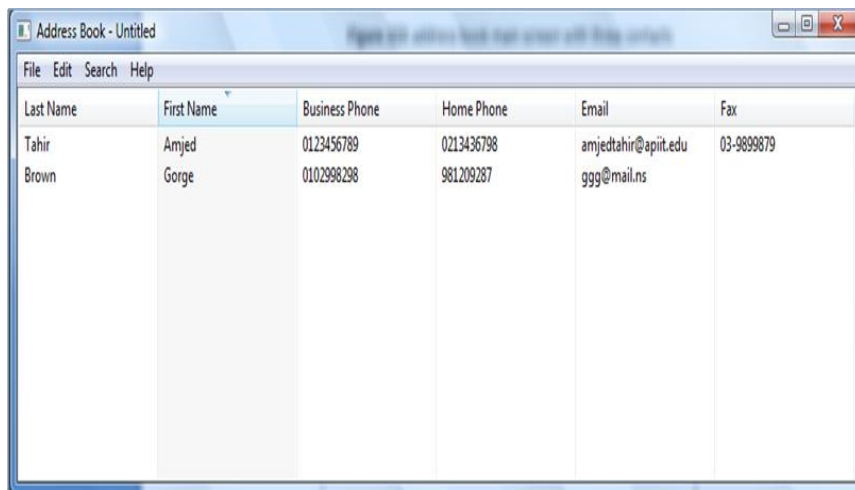 Address Book - Untitled
File Edit Search Help
Last Name First Name Business Phone Home Phone Email Fax
Tahir Amjed 0123456789 0213436798 amjedtahir@apiit.edu 03-9899879
Brown Gorge 0102998298 981209287 ggg@mail.ns